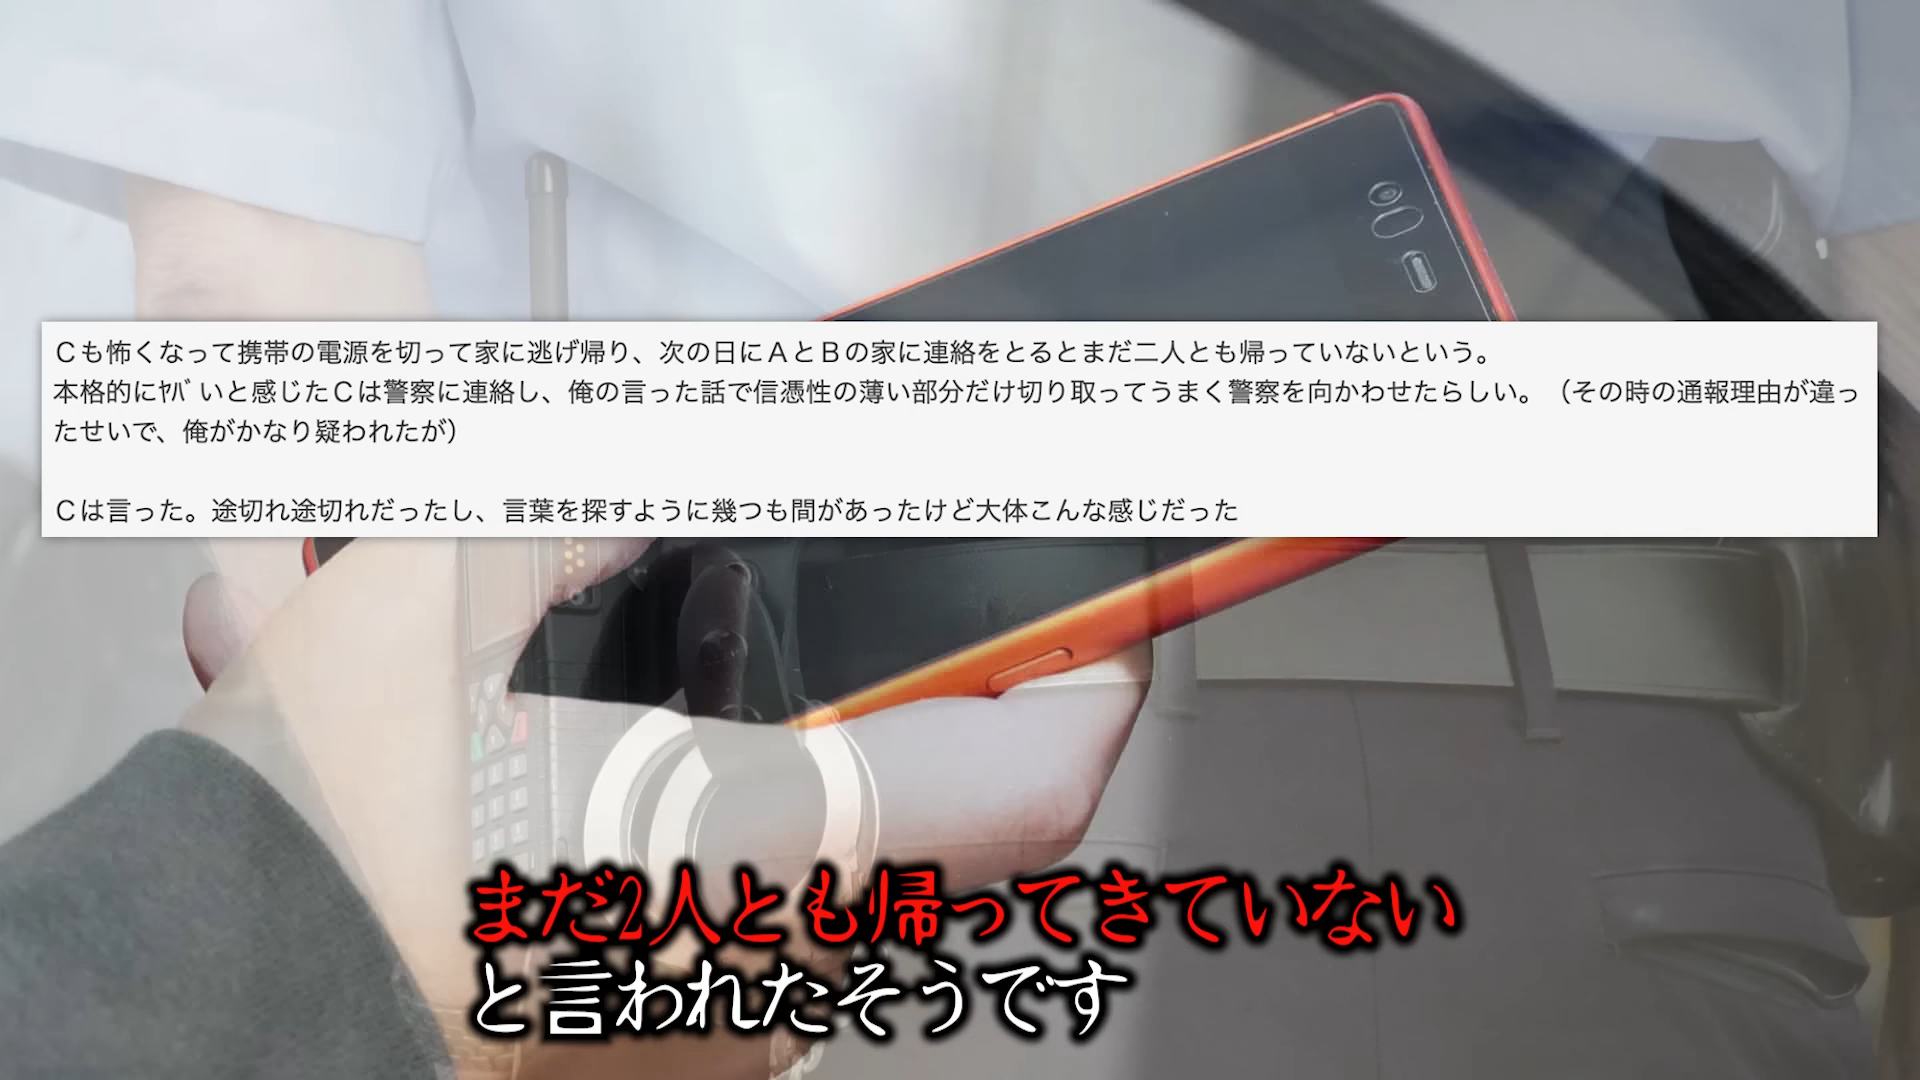 Ｃも怖くなって携帯の電源を切って家に逃げ帰り、次の日にＡとＢの家に連絡をとるとまだ二人とも帰っていないという。
本格的にﾔﾊﾞいと感じたＣは警察に連絡し、俺の言った話で信憑性の薄い部分だけ切り取ってうまく警察を向かわせたらしい。（その時の通報理由が違っ
たせいで、俺がかなり疑われたが）
Ｃは言った。途切れ途切れだったし、言葉を探すように幾つも間があったけど大体こんな感じだった
まだ2人とも帰ってきていない
と言われたそうです